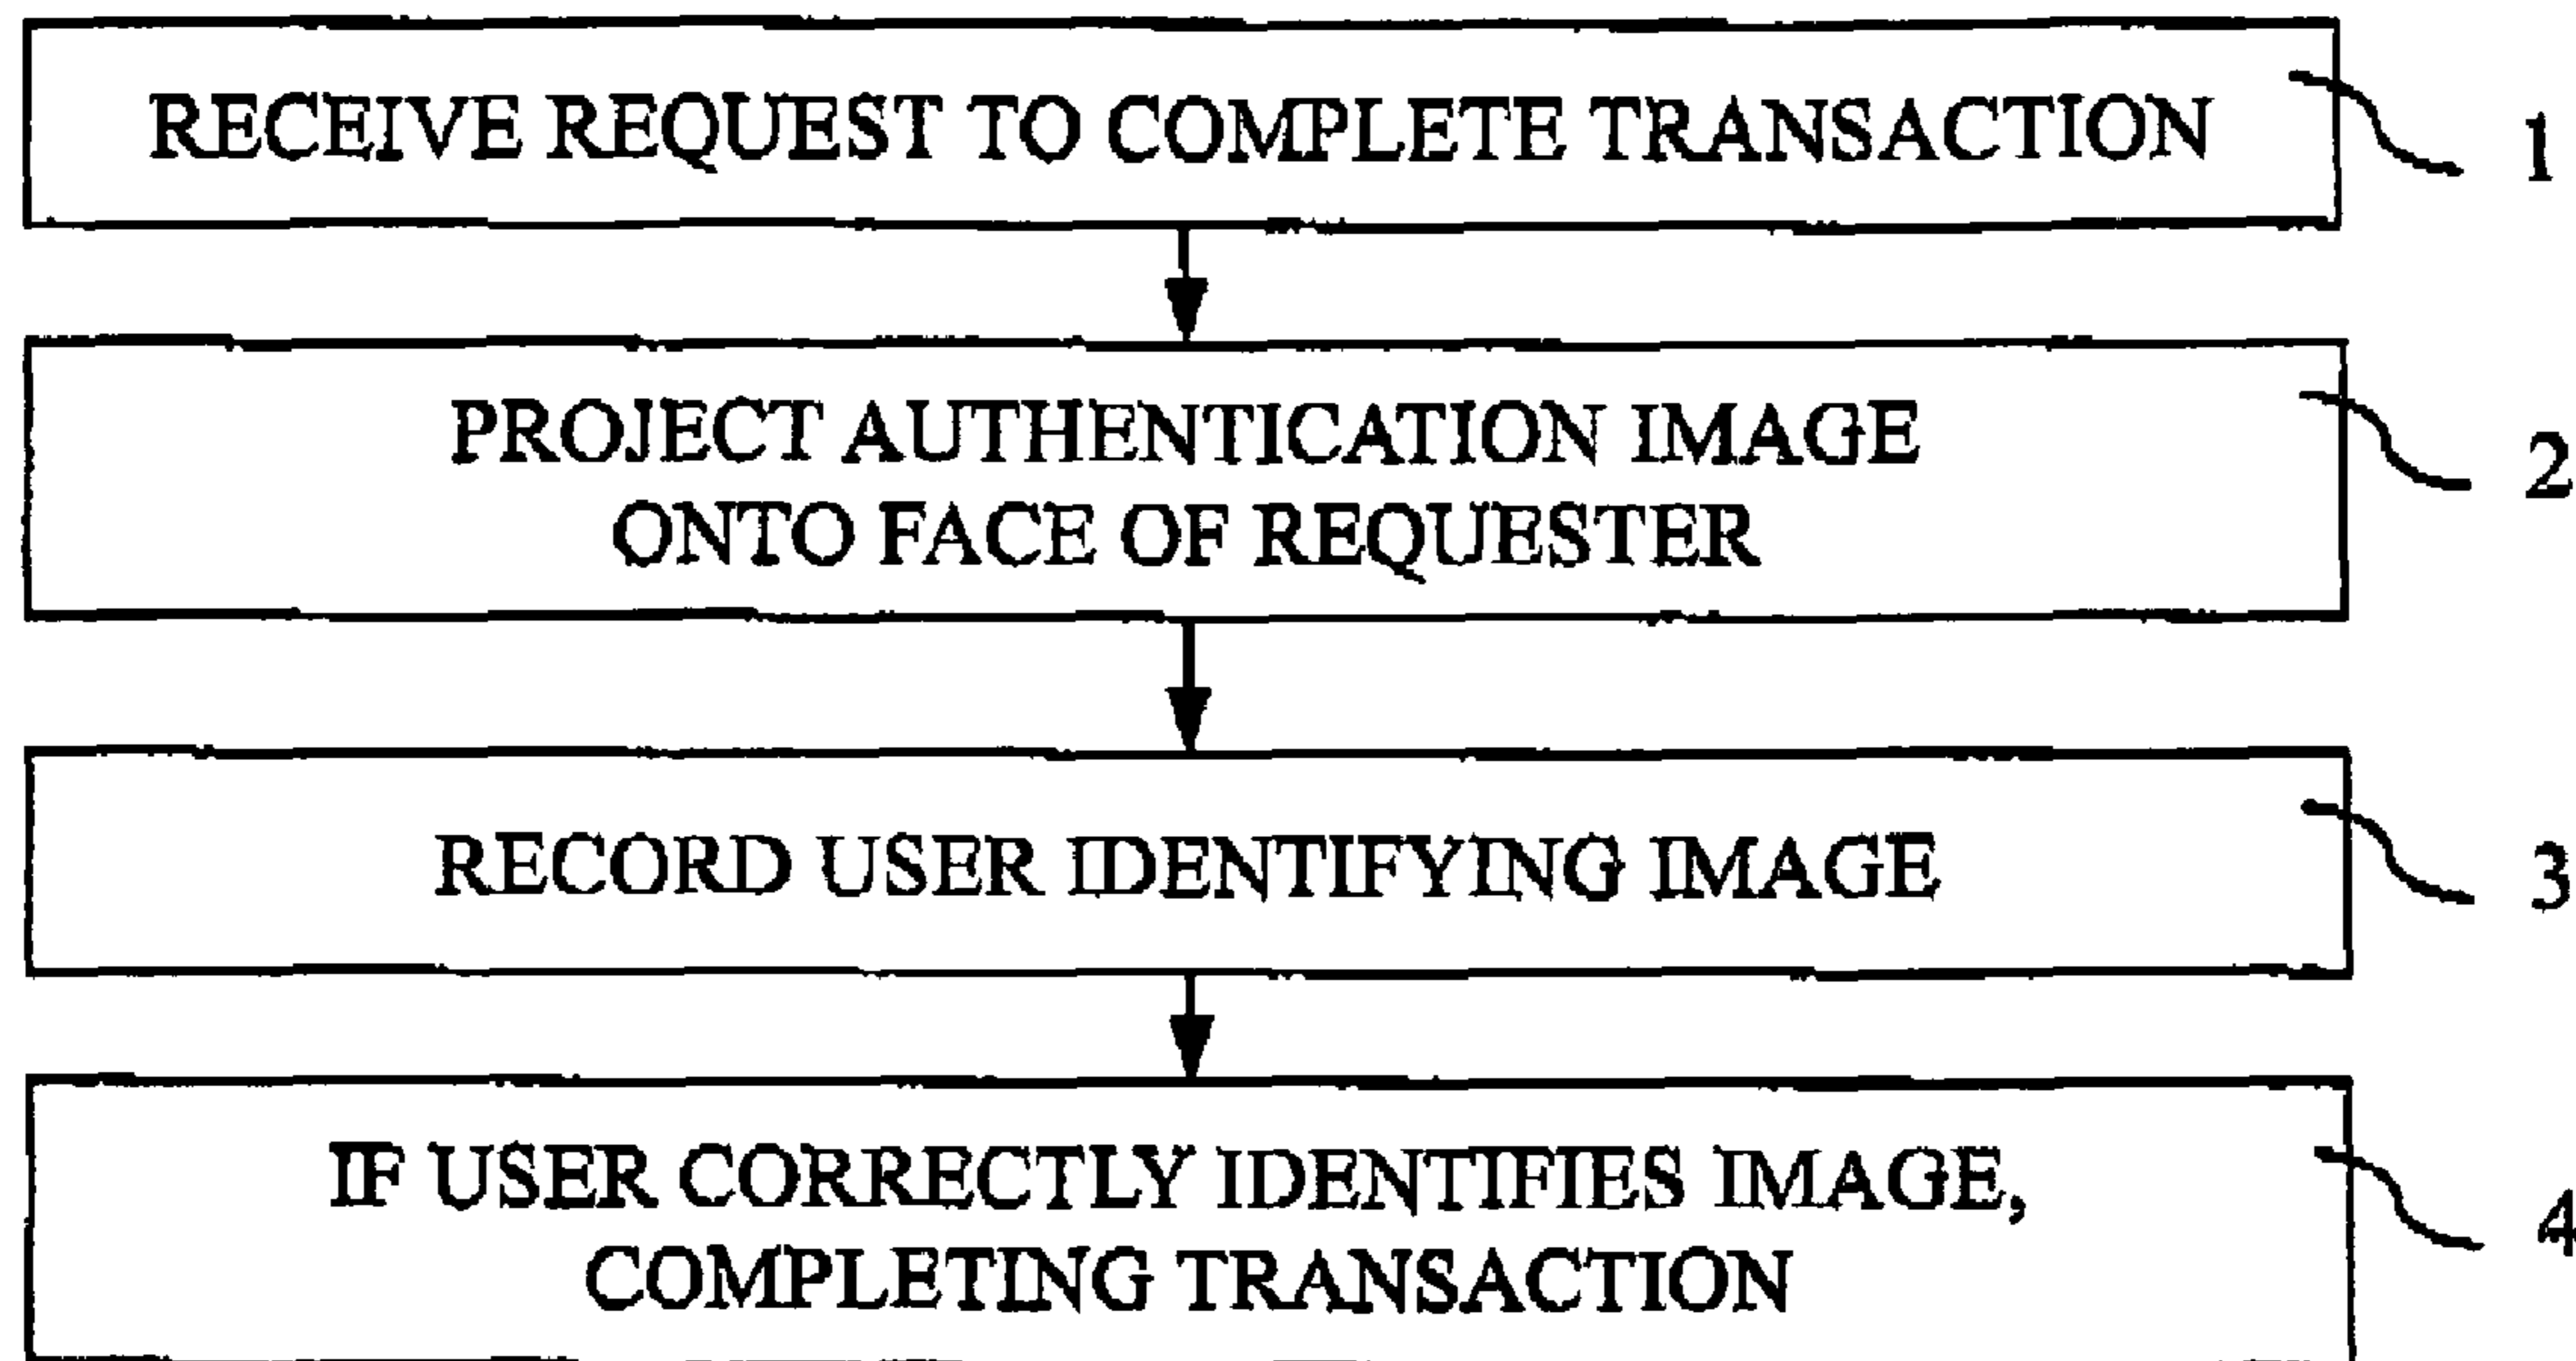 RECEIVE REQUEST TO COMPLETE TRANSACTION
1
PROJECT AUTHENTICATION IMAGE
ONTO FACE OF REQUESTER
2
RECORD USER IDENTIFYING IMAGE
3
IF USER CORRECTLY IDENTIFIES IMAGE,
COMPLETING TRANSACTION
4